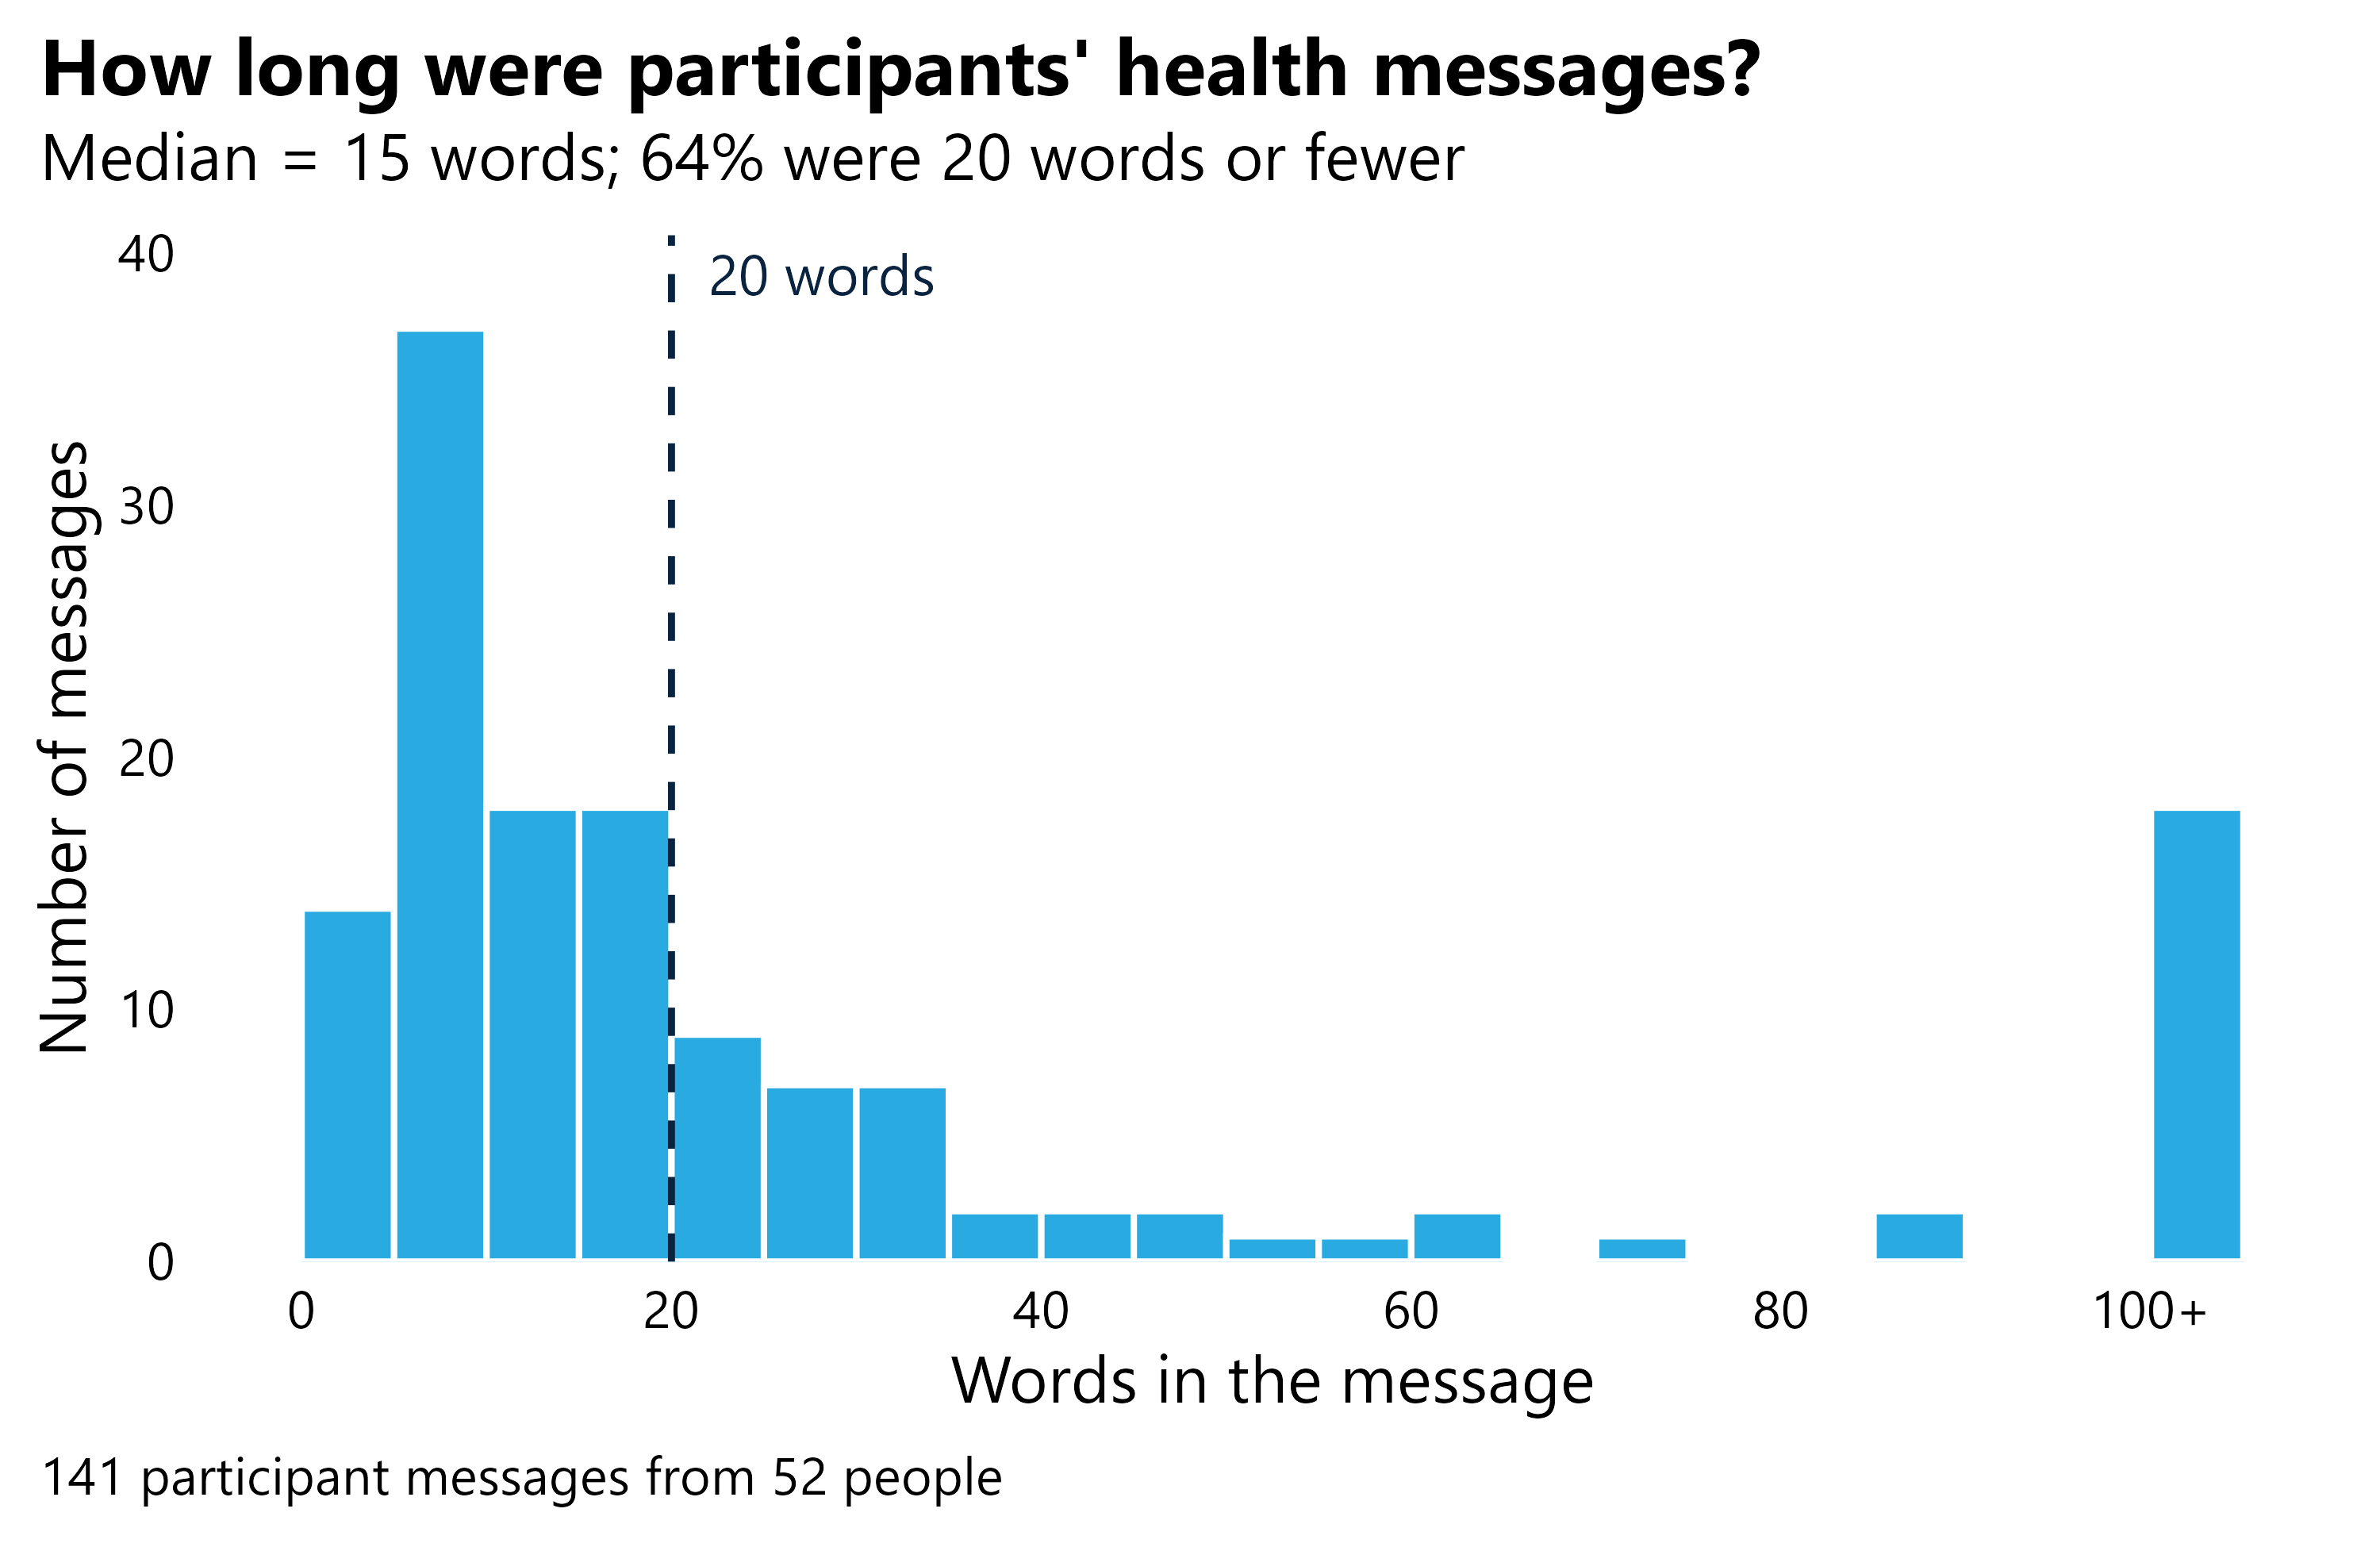 How long were participants' health messages?
Median = 15 words; 64% were 20 words or fewer
40
20 words
30
20
10
0
Number of messages
0 20 40 60 80 100+
Words in the message
141 participant messages from 52 people